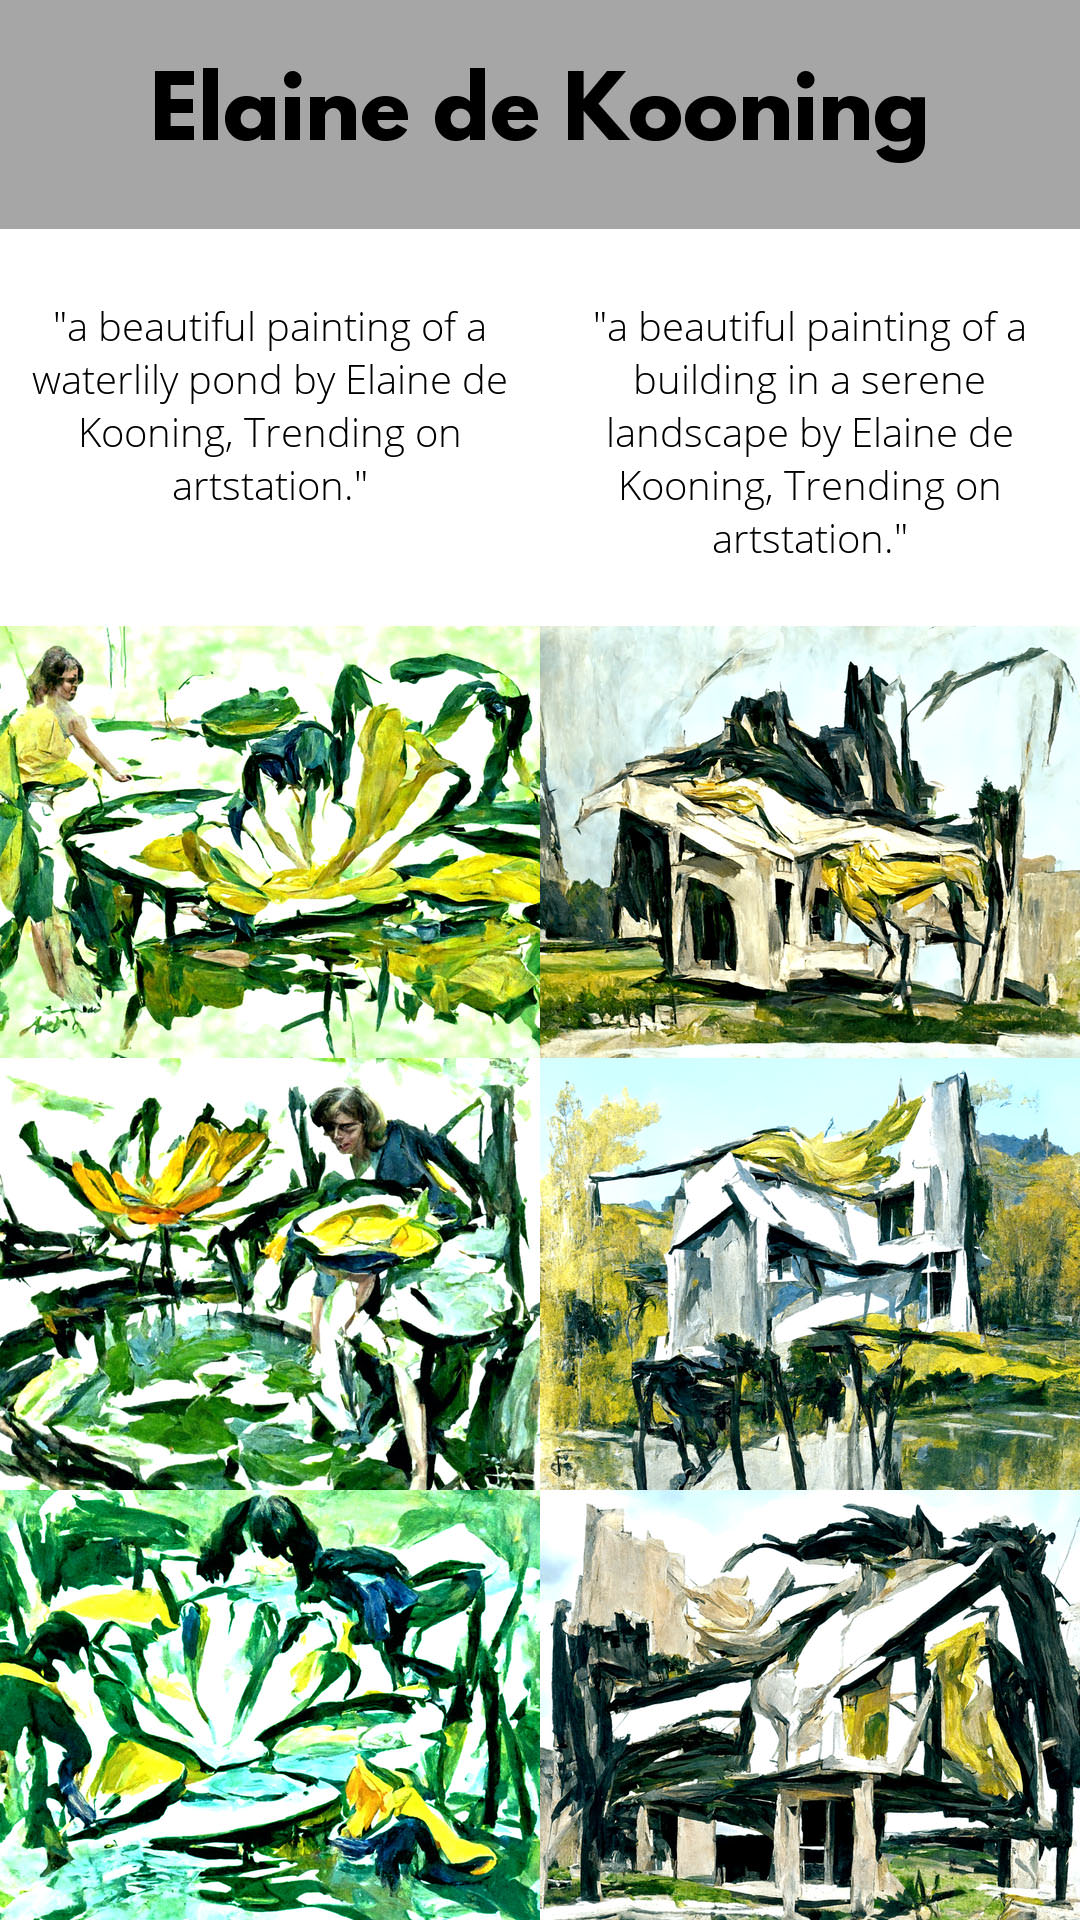 Elaine de Kooning
"a beautiful painting of a
waterlily pond by Elaine de
Kooning, Trending on
artstation."
"a beautiful painting of a
building in a serene
landscape by Elaine de
Kooning, Trending on
artstation."